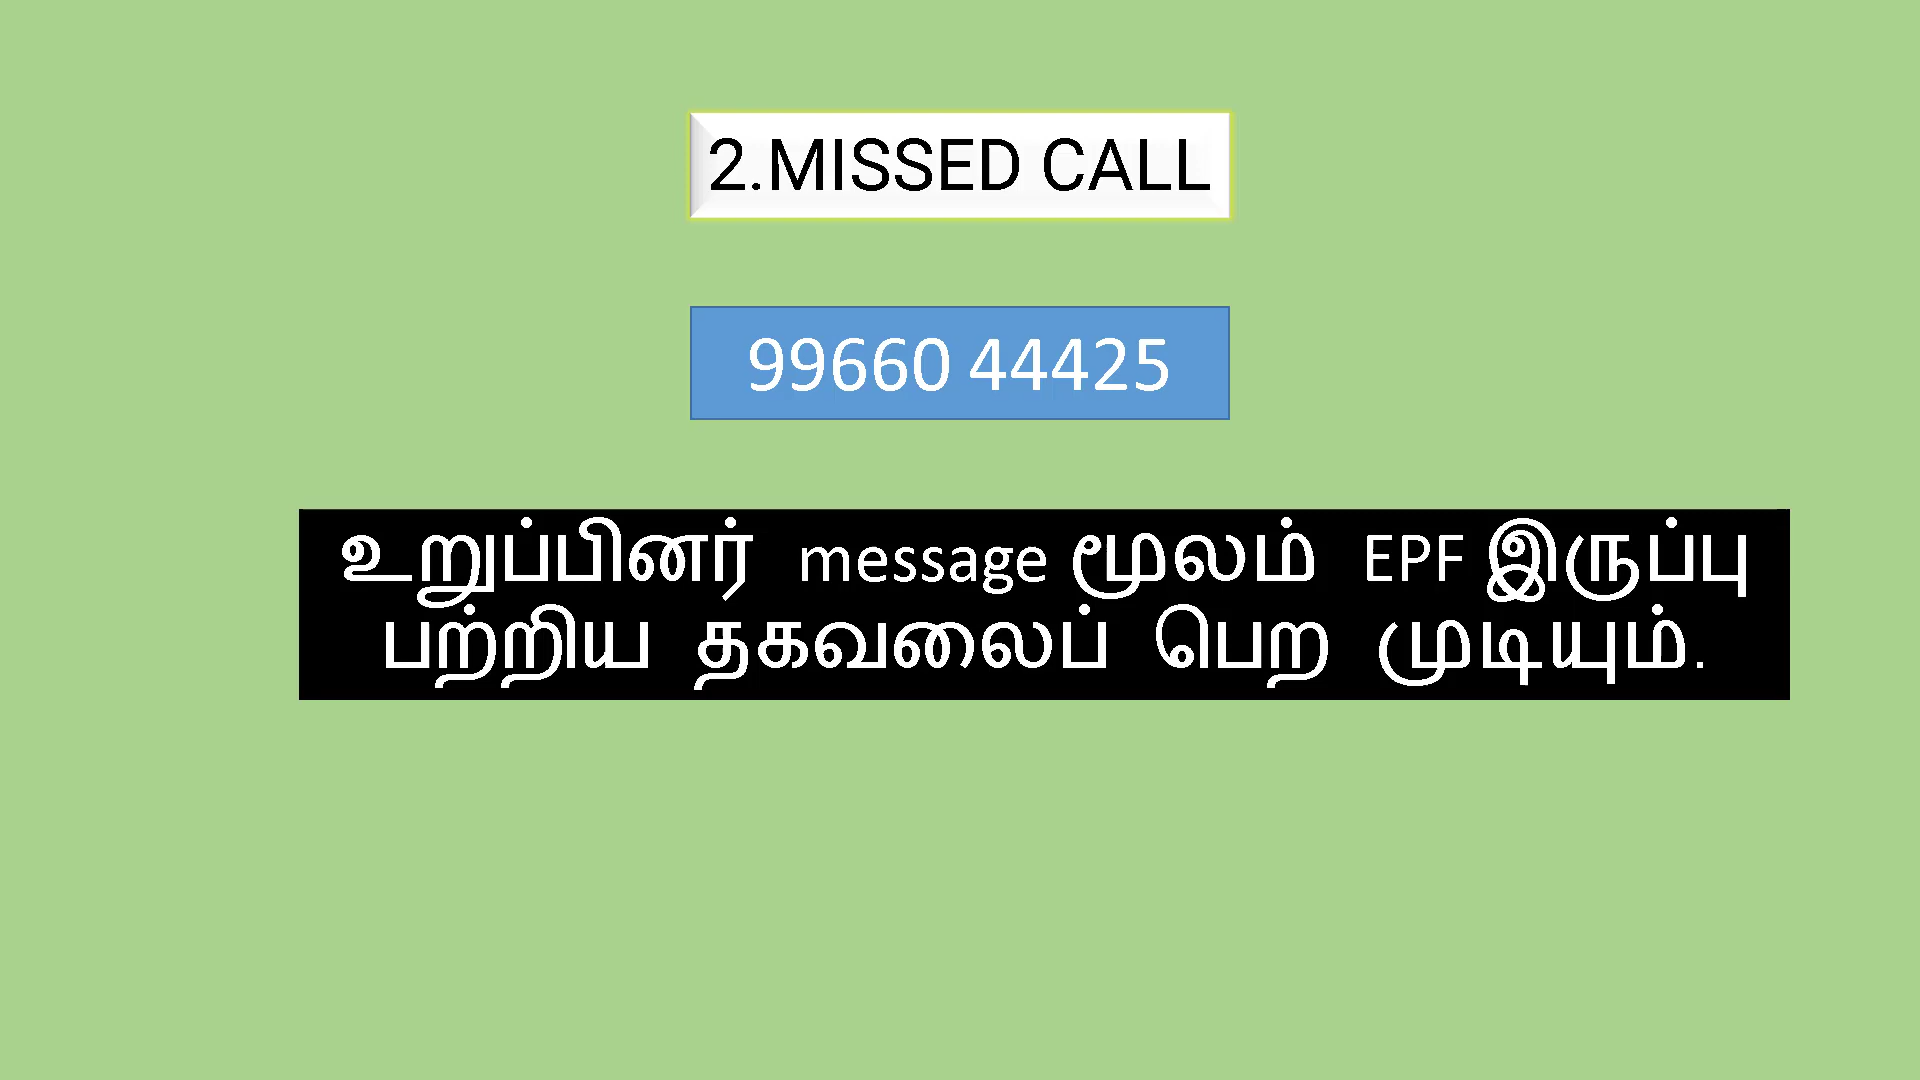 2.MISSED CALL
99660 44425
உறுப்பினர் message மூலம் EPF இருப்பு
பற்றிய தகவலைப் பெற முடியும்.